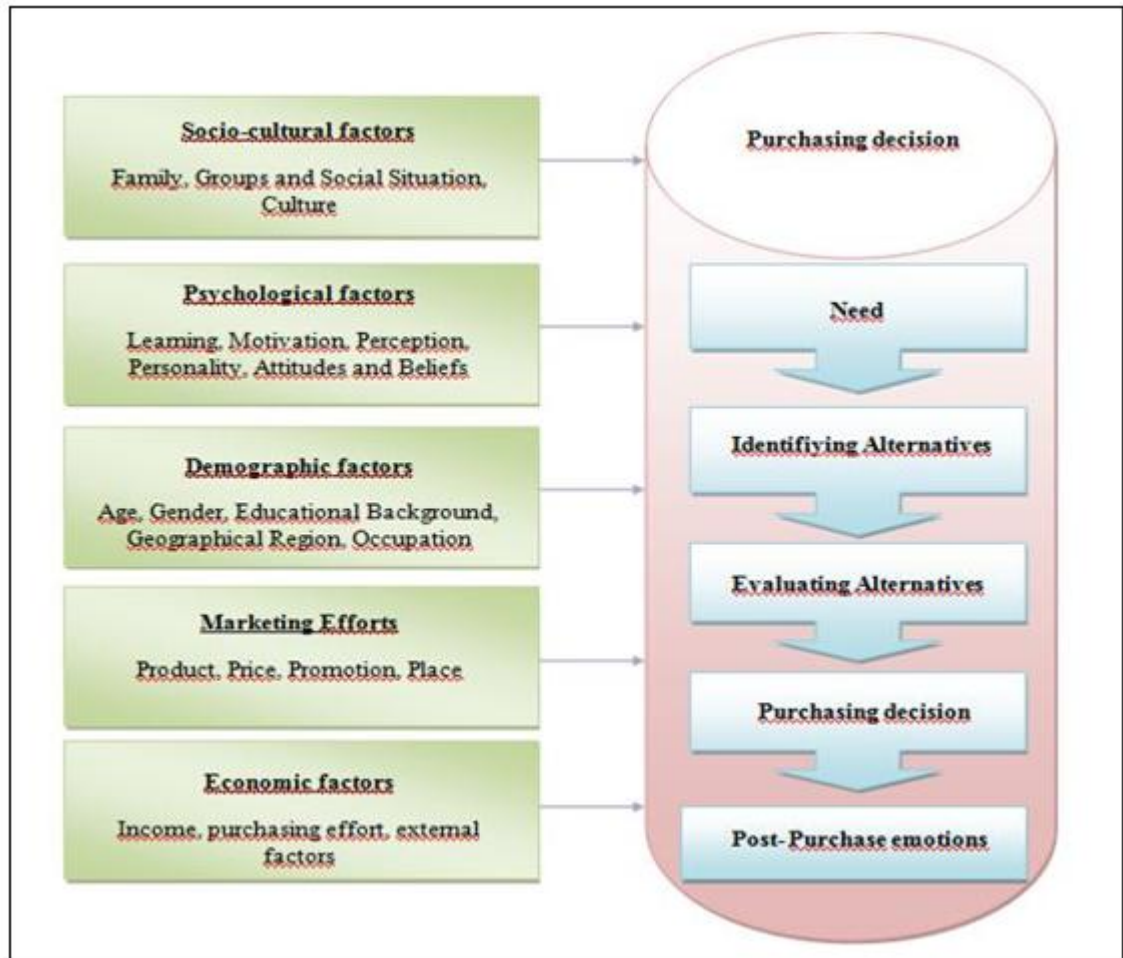 Socio-cultural factors
Family, Groups and Social Situation,
Culture
Psychological factors
Learning, Motivation, Perception,
Personality, Attitudes and Beliefs
Demographic factors
Age, Gender, Educational Background,
Geographical Region, Occupation
Marketing Efforts
Product, Price, Promotion, Place
Economic factors
Income, purchasing effort, external
factors
Purchasing decision
Need
Identifiying Alternatives
Evaluating Alternatives
Purchasing decision
Post- Purchase emotions